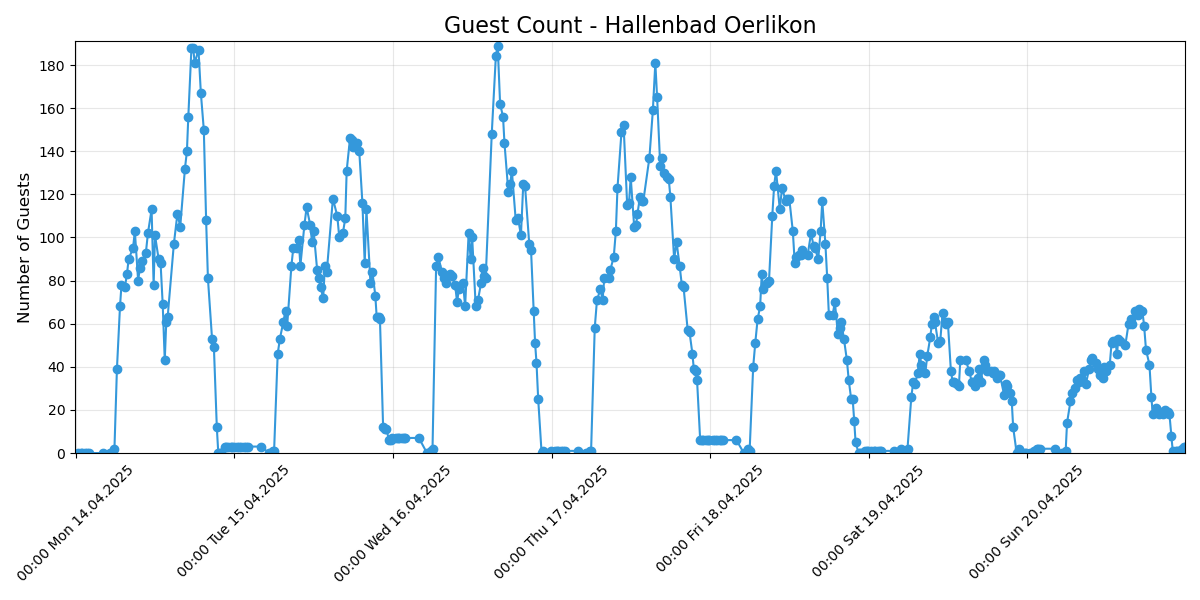 Guest Count - Hallenbad Oerlikon
Number of Guests
180
160
140
120
100
80
60
40
20
0
00:00 Mon 14.04.2025
00:00 Tue 15.04.2025
00:00 Wed 16.04.2025
00:00 Thu 17.04.2025
00:00 Fri 18.04.2025
00:00 Sat 19.04.2025
00:00 Sun 20.04.2025